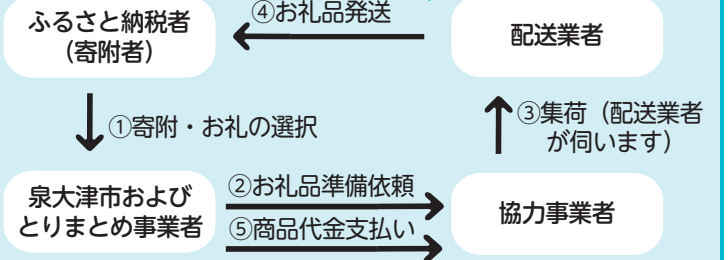 ふるさと納税者
（寄附者）
④お礼品発送
配送業者
①寄附・お礼の選択
③集荷（配送業者
が伺います）
泉大津市および
とりまとめ事業者
②お礼品準備依頼
⑤商品代金支払い
協力事業者